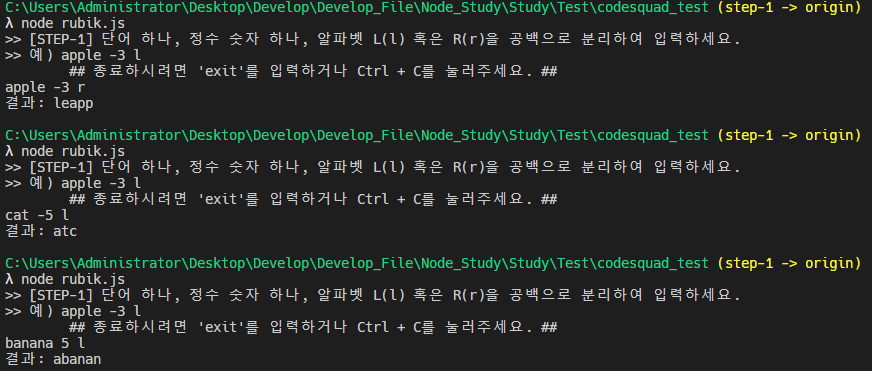 C:\Users\Administrator\Desktop\Develop\Develop_File\Node_Study\Study\Test\codesquad_test (step-1 -> origin)
λ node rubik.js
>> [STEP-1] 단어 하나, 정수 숫자 하나, 알파벳 L(l) 혹은 R(r)을 공백으로 분리하여 입력하세요.
>> 예) apple -3 l
## 종료하시려면 'exit'를 입력하거나 Ctrl + C를 눌러주세요. ##
apple -3 r
결과: leapp
C:\Users\Administrator\Desktop\Develop\Develop_File\Node_Study\Study\Test\codesquad_test (step-1 -> origin)
λ node rubik.js
>> [STEP-1] 단어 하나, 정수 숫자 하나, 알파벳 L(l) 혹은 R(r)을 공백으로 분리하여 입력하세요.
>> 예) apple -3 l
## 종료하시려면 'exit'를 입력하거나 Ctrl + C를 눌러주세요. ##
cat -5 l
결과: atc
C:\Users\Administrator\Desktop\Develop\Develop_File\Node_Study\Study\Test\codesquad_test (step-1 -> origin)
λ node rubik.js
>> [STEP-1] 단어 하나, 정수 숫자 하나, 알파벳 L(l) 혹은 R(r)을 공백으로 분리하여 입력하세요.
>> 예) apple -3 l
## 종료하시려면 'exit'를 입력하거나 Ctrl + C를 눌러주세요. ##
banana 5 l
결과: abanan